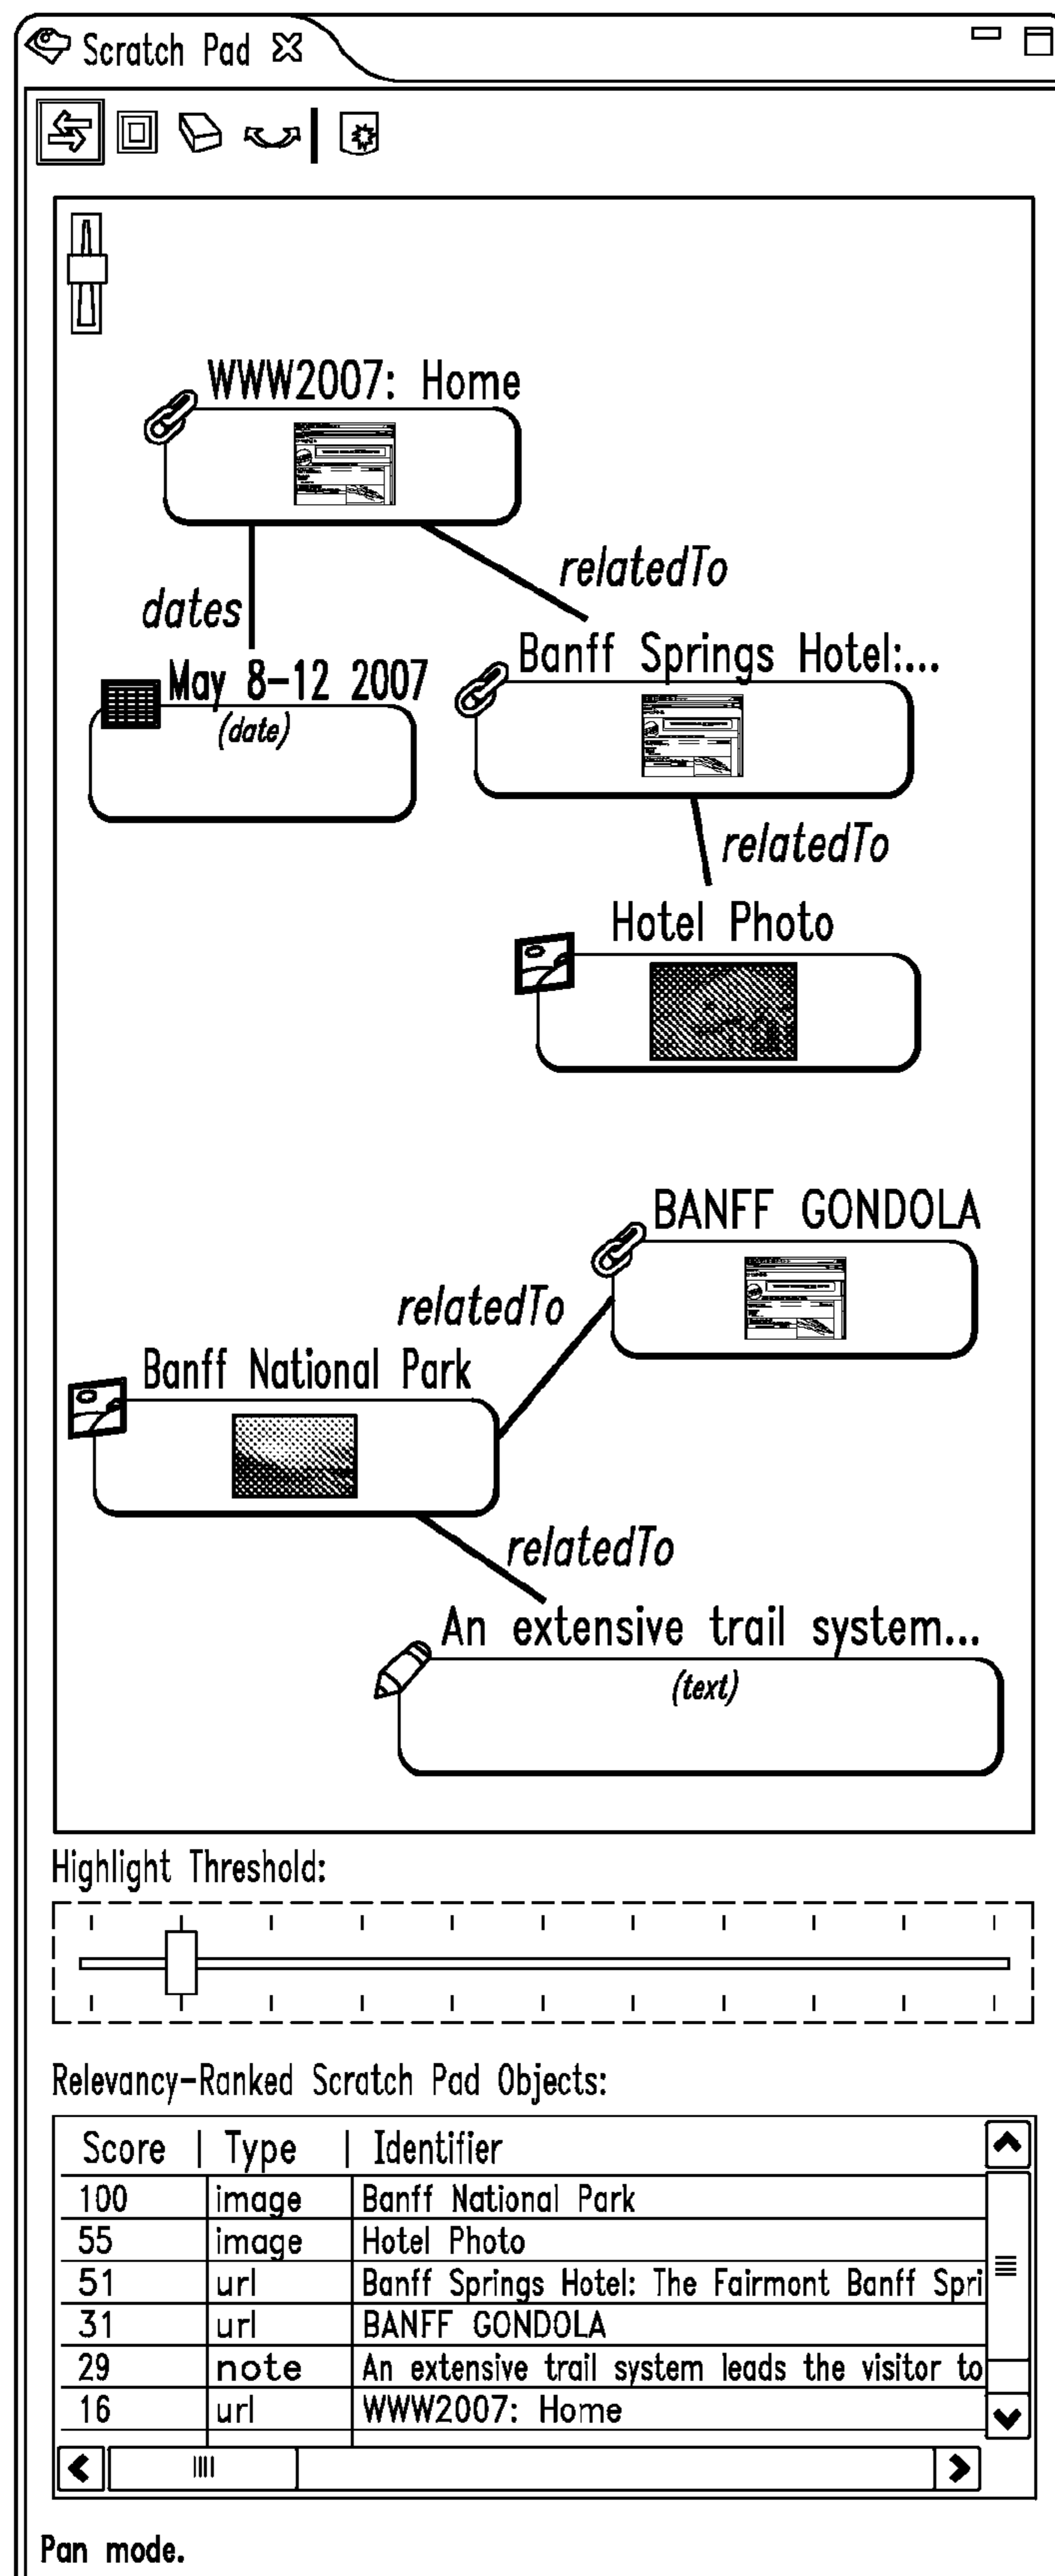 Scratch Pad
WWW2007: Home
relatedTo
dates
Banff Springs Hotel:...
May 8-12 2007
(date)
relatedTo
Hotel Photo
BANFF GONDOLA
relatedTo
Banff National Park
relatedTo
An extensive trail system...
(text)
Highlight Threshold:
Relevancy-Ranked Scratch Pad Objects:
Score | Type | Identifier
100 image Banff National Park
55 image Hotel Photo
51 url Banff Springs Hotel: The Fairmont Banff Spri
31 url BANFF GONDOLA
29 note An extensive trail system leads the visitor to
16 url WWW2007: Home
Pan mode.